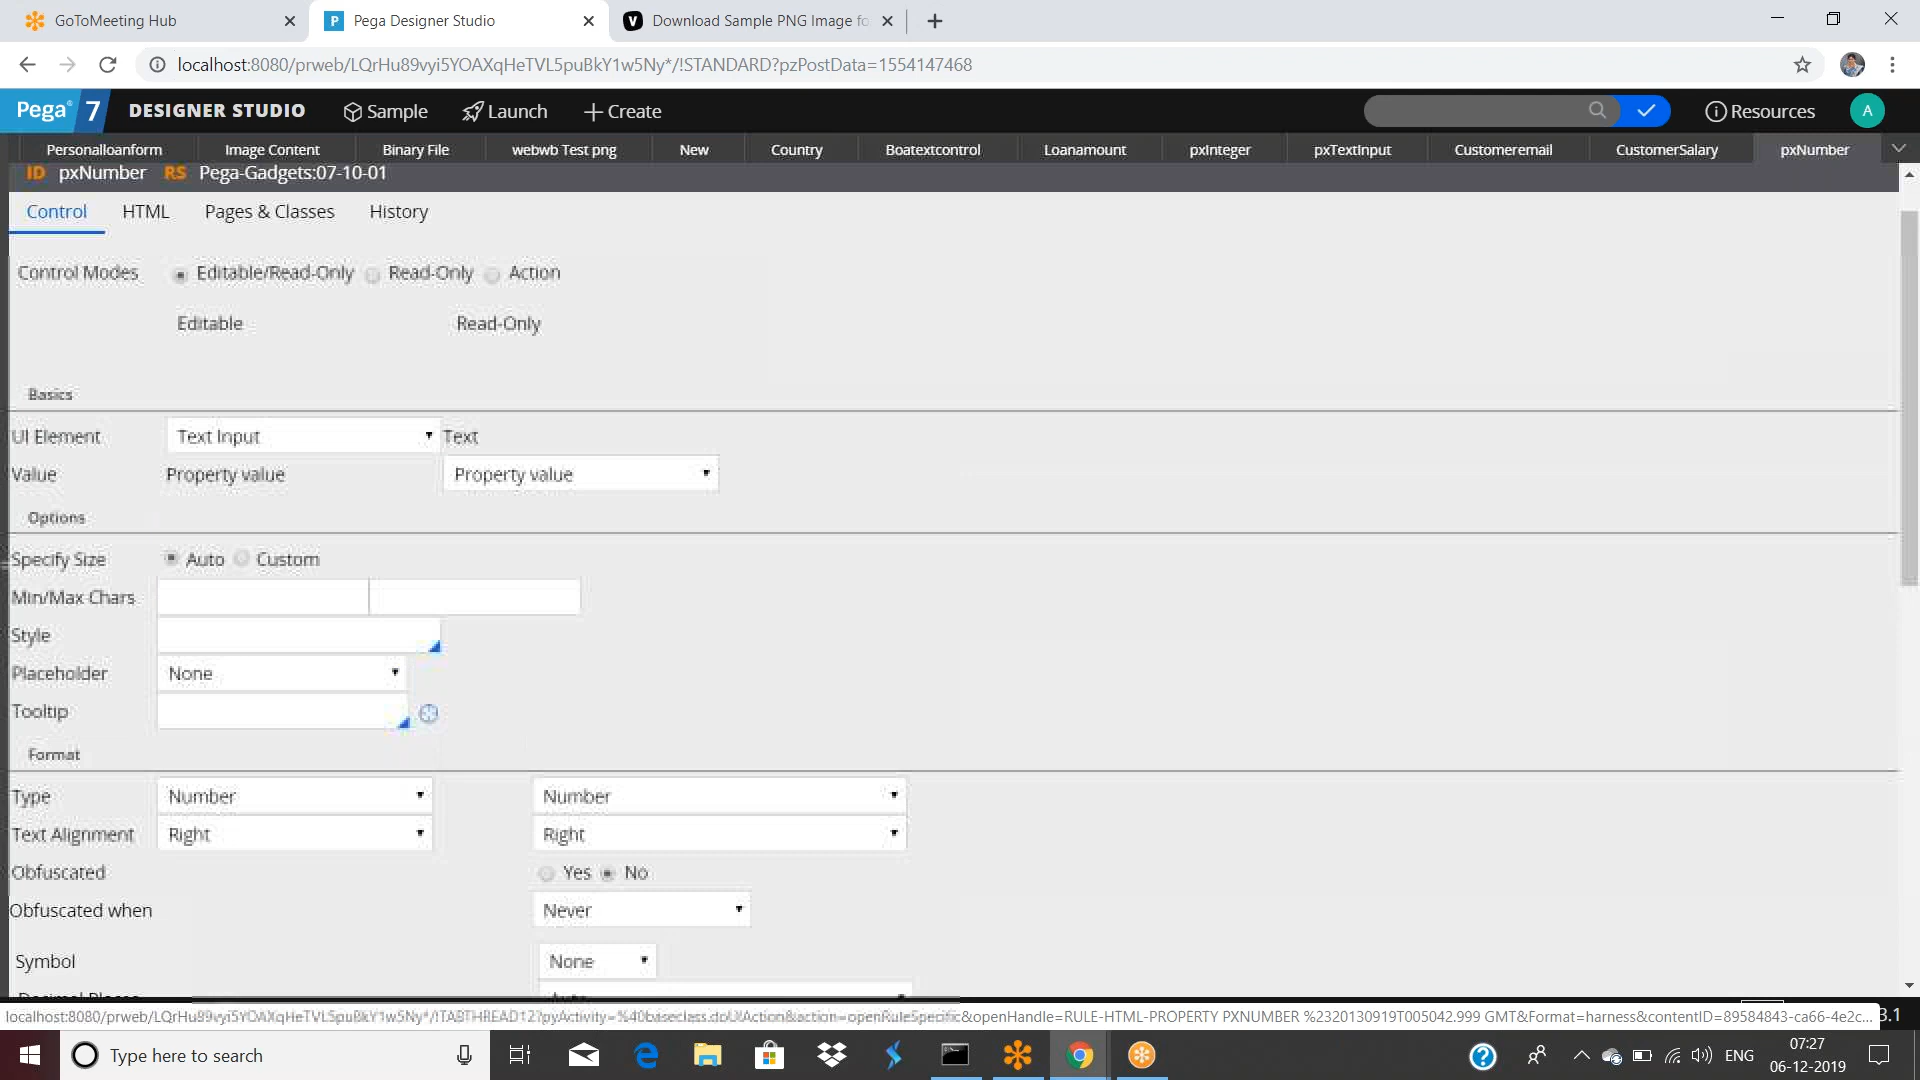 GoToMeeting Hub
Pega Designer Studio
Download Sample PNG Image fo
localhost:8080/prweb/LQrHu89vyi5YOAXqHeTVL5puBkY1w5Ny*/!STANDARD?pzPostData=1554147468
Pega 7 DESIGNER STUDIO Sample Launch Create Resources A
Personalloanform Image Content Binary File webwb Test png New Country Boatextcontrol Loanamount pxInteger pxTextInput Customeremail CustomerSalary pxNumber
ID pxNumber RS Pega-Gadgets:07-10-01
Control HTML Pages & Classes History
Control Modes Editable/Read-Only Read-Only Action
Editable Read-Only
Basics
UI Element Text Input Text
Value Property value Property value
Options
Specify Size Auto Custom
Min/Max Chars
Style
Placeholder None
Tooltip
Format
Type Number Number
Text Alignment Right Right
Obfuscated Yes No
Obfuscated when Never
Symbol None
Decimal Places Auto
3.1
Type here to search
ENG
07:27
06-12-2019